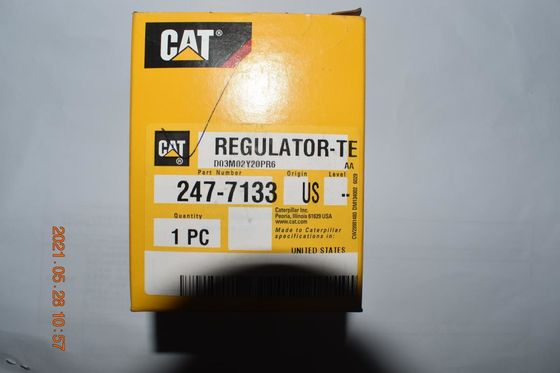 CAT
CAT
REGULATOR-TE
D03M02Y20PR6
AA
Part Number
Origin
Level
247-7133
US
--
Quantity
1 PC
Caterpillar Inc.
Peoria, Illinois 61629 USA
www.cat.com
Made to Caterpillar
specifications in:
UNITED STATES
2021.05.28 10:57